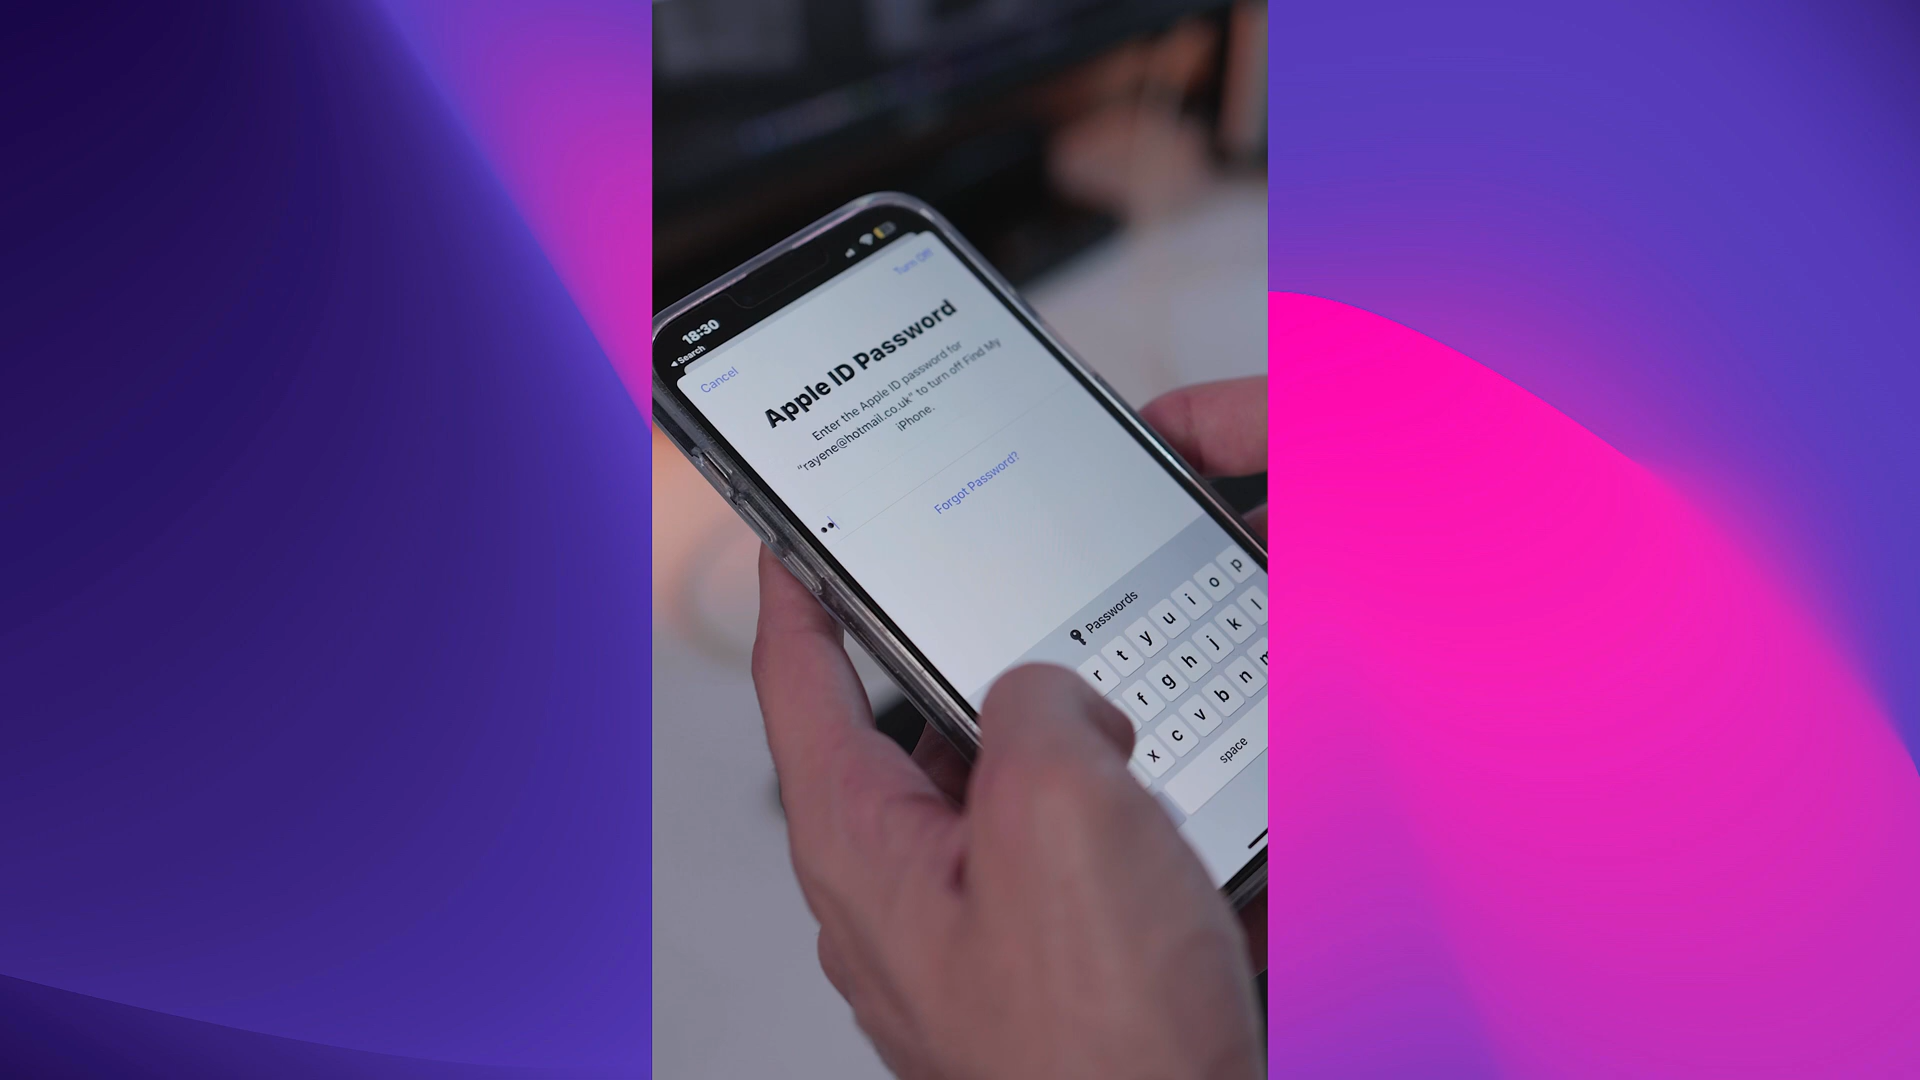 18:30
◀ Search
Cancel
Turn Off
Apple ID Password
Enter the Apple ID password for
“rayene@hotmail.co.uk” to turn off Find My
iPhone.
Forgot Password?
Passwords
r t y u i o p
f g h j k l
x c v b n m
space